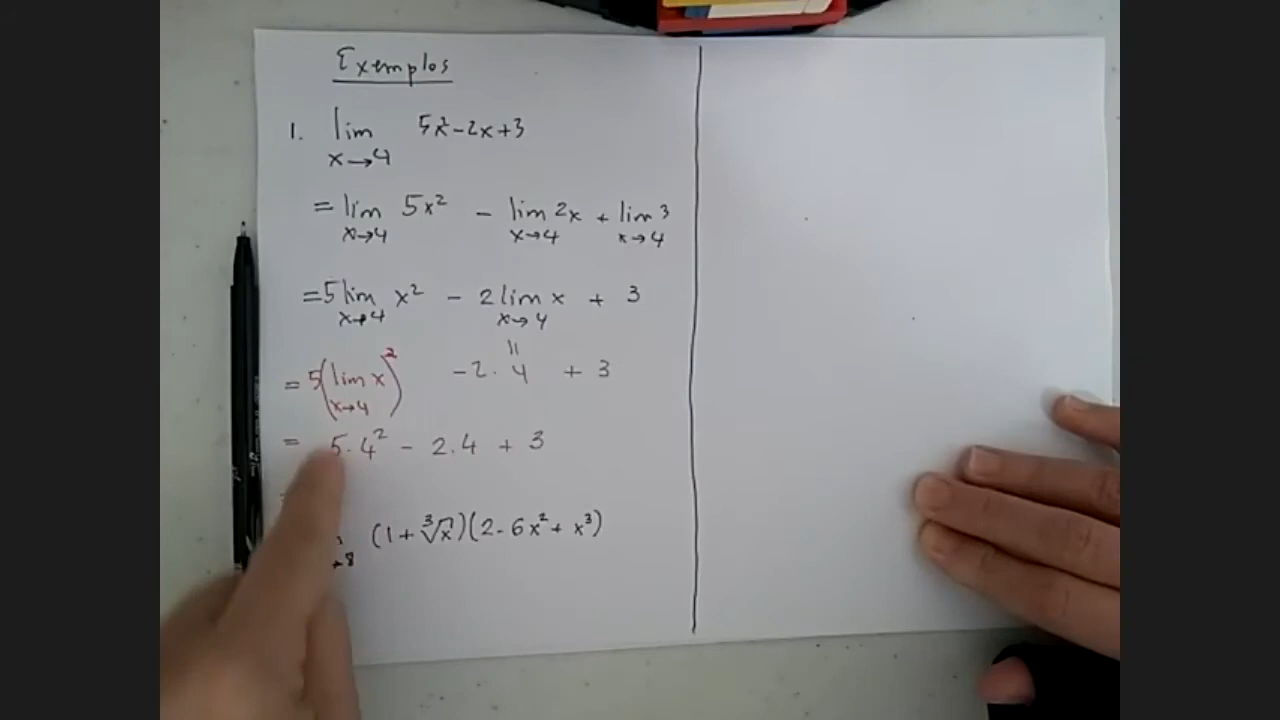 Exemplos
1. lim 5x²-2x+3
x→4
= lim 5x² - lim 2x + lim 3
x→4 x→4 x→4
=5 lim x² - 2 lim x + 3
x→4 x→4
= 5(lim x)² -2. 4 + 3
x→4
= 5.4² - 2.4 + 3
(1+∛x)(2-6x²+x³)
8